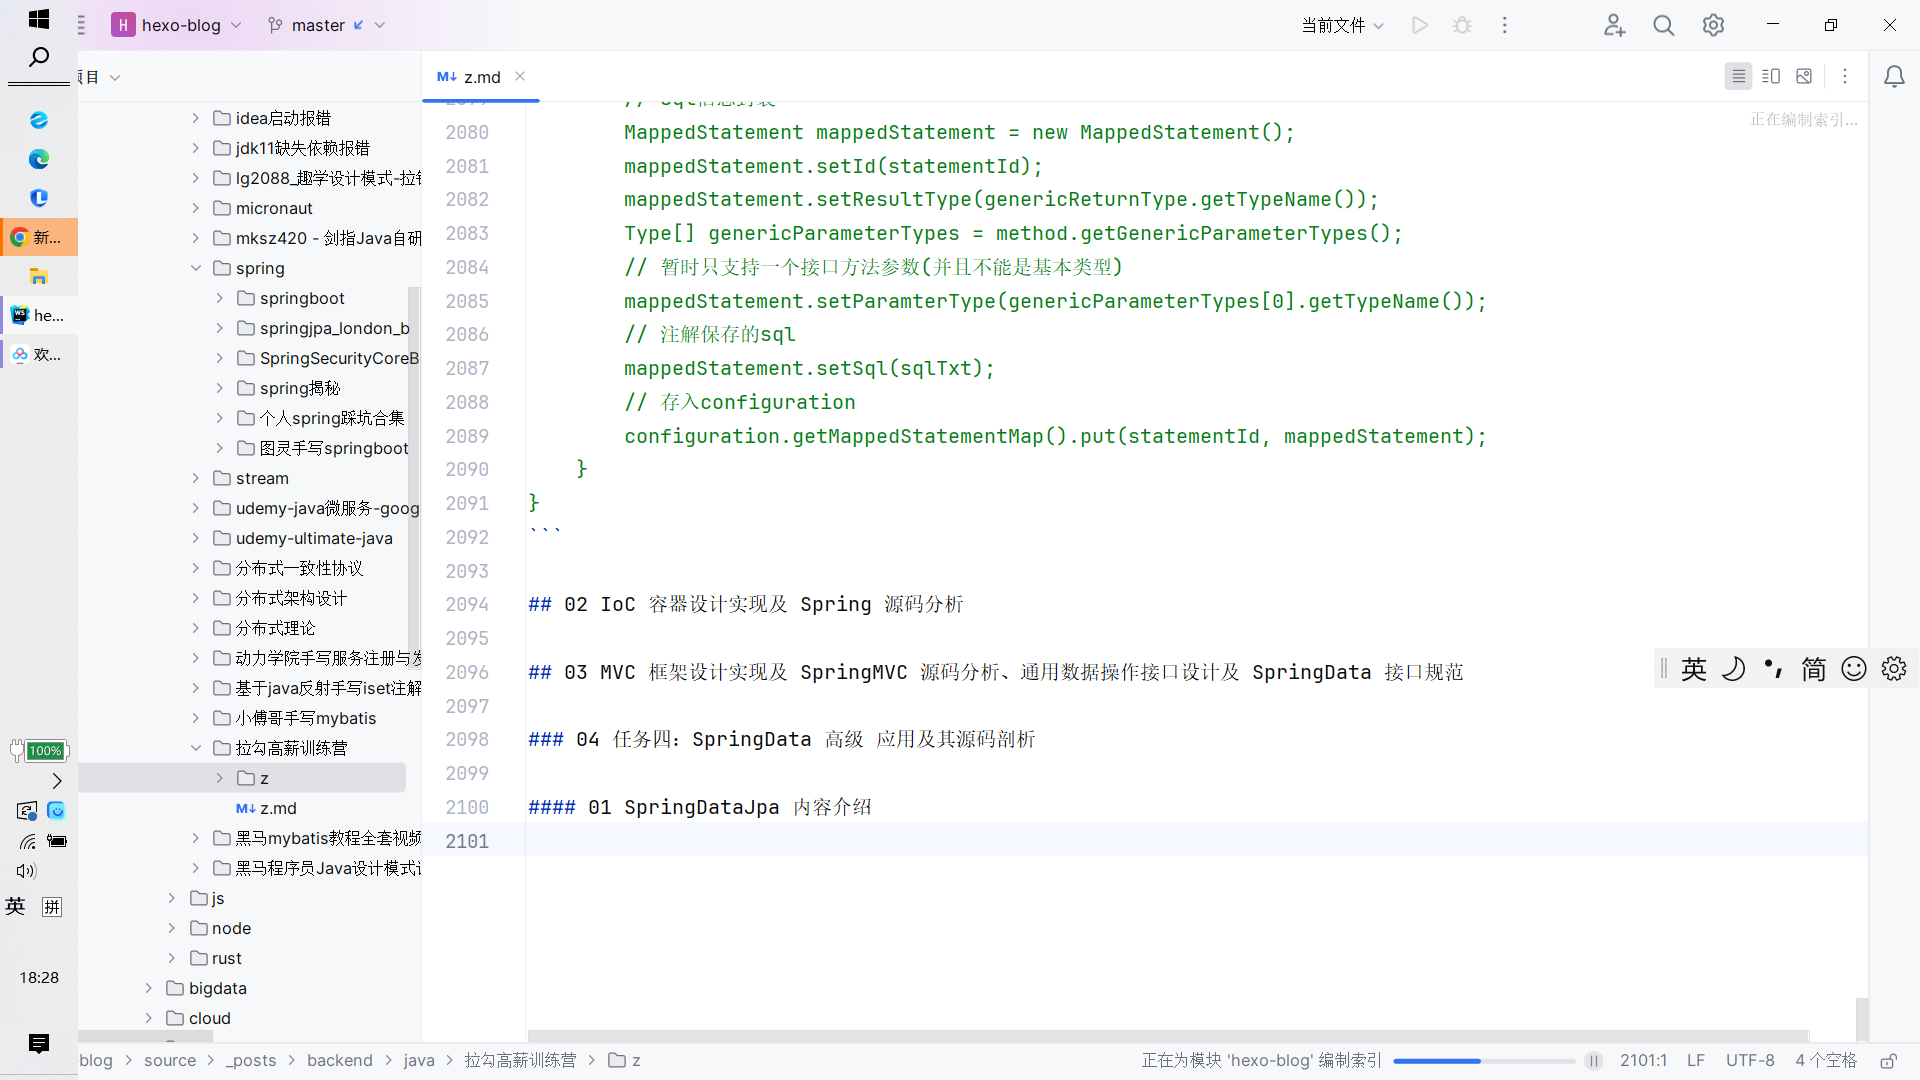 H hexo-blog
master
当前文件
项目
idea启动报错
jdk11缺失依赖报错
lg2088_趣学设计模式-拉
micronaut
mksz420 - 剑指Java自研
spring
springboot
springjpa_london_b
SpringSecurityCoreB
spring揭秘
个人spring踩坑合集
图灵手写springboot
stream
udemy-java微服务-goog
udemy-ultimate-java
分布式一致性协议
分布式架构设计
分布式理论
动力学院手写服务注册与发
基于java反射手写iset注解
小傅哥手写mybatis
拉勾高薪训练营
z
M↓ z.md
黑马mybatis教程全套视频
黑马程序员Java设计模式
js
node
rust
bigdata
cloud
新...
he...
欢...
100%
英 拼
18:28
M↓ z.md
正在编制索引...
2079 // sql信息封装
2080 MappedStatement mappedStatement = new MappedStatement();
2081 mappedStatement.setId(statementId);
2082 mappedStatement.setResultType(genericReturnType.getTypeName());
2083 Type[] genericParameterTypes = method.getGenericParameterTypes();
2084 // 暂时只支持一个接口方法参数(并且不能是基本类型)
2085 mappedStatement.setParamterType(genericParameterTypes[0].getTypeName());
2086 // 注解保存的sql
2087 mappedStatement.setSql(sqlTxt);
2088 // 存入configuration
2089 configuration.getMappedStatementMap().put(statementId, mappedStatement);
2090 }
2091 }
2092 ```
2093
2094 ## 02 IoC 容器设计实现及 Spring 源码分析
2095
2096 ## 03 MVC 框架设计实现及 SpringMVC 源码分析、通用数据操作接口设计及 SpringData 接口规范
2097
2098 ### 04 任务四：SpringData 高级 应用及其源码剖析
2099
2100 #### 01 SpringDataJpa 内容介绍
2101
英 简
blog > source > _posts > backend > java > 拉勾高薪训练营 > z
正在为模块 'hexo-blog' 编制索引
2101:1 LF UTF-8 4 个空格